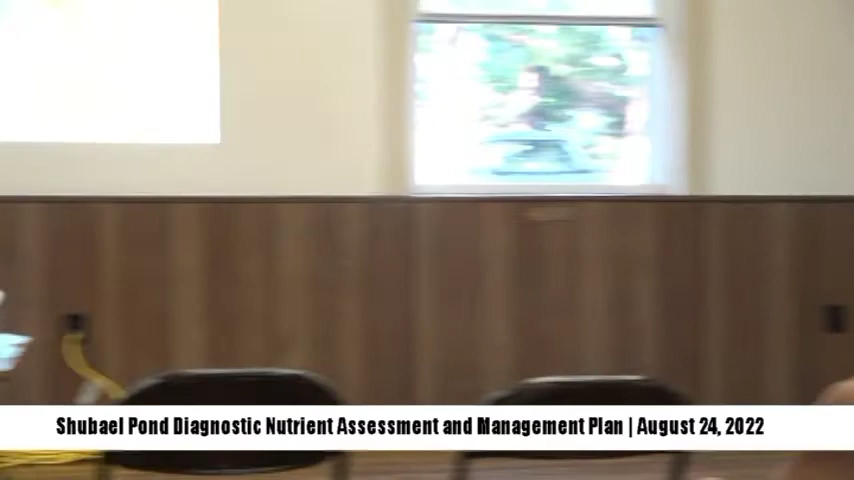 Shubael Pond Diagnostic Nutrient Assessment and Management Plan | August 24, 2022